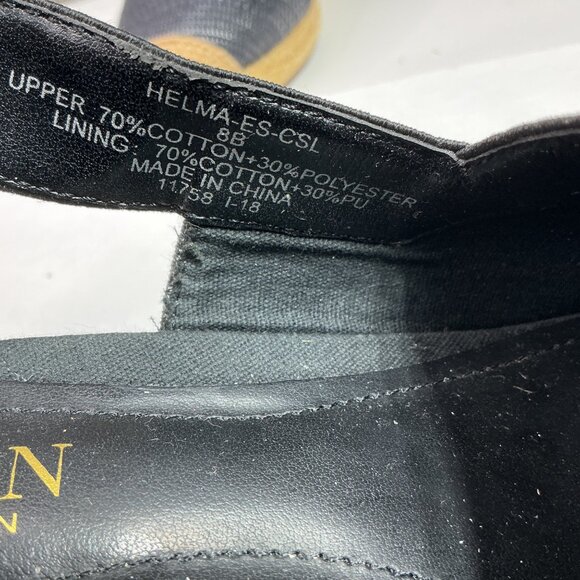 HELMA ES-CSL
8B
UPPER 70%COTTON+30%POLYESTER
LINING 70%COTTON+30%PU
MADE IN CHINA
11758 I-18
N
N